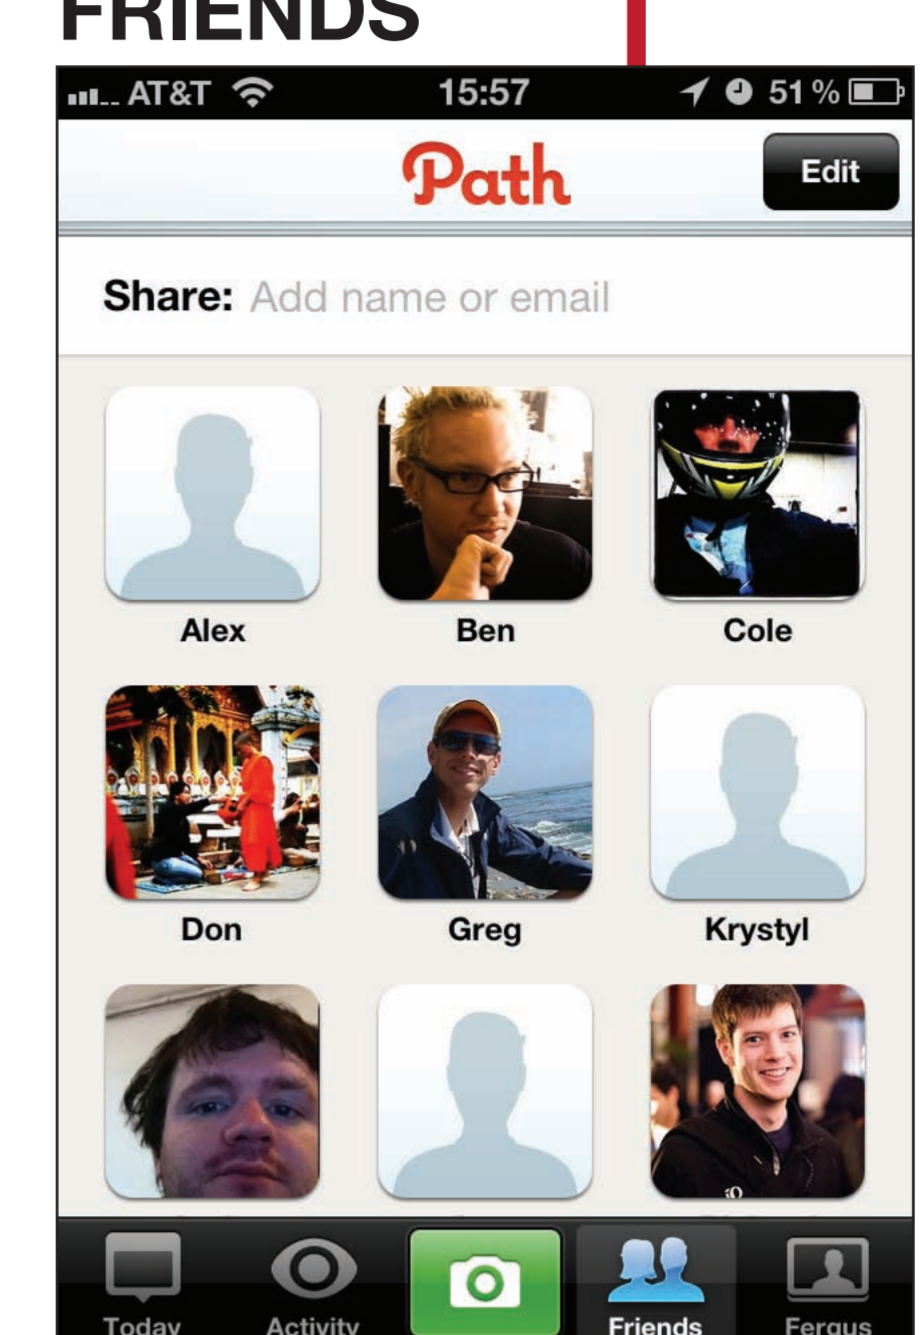 FRIENDS
AT&T 15:57 51 %
Path Edit
Share: Add name or email
Alex Ben Cole
Don Greg Krystyl
Today Activity Friends Fergus